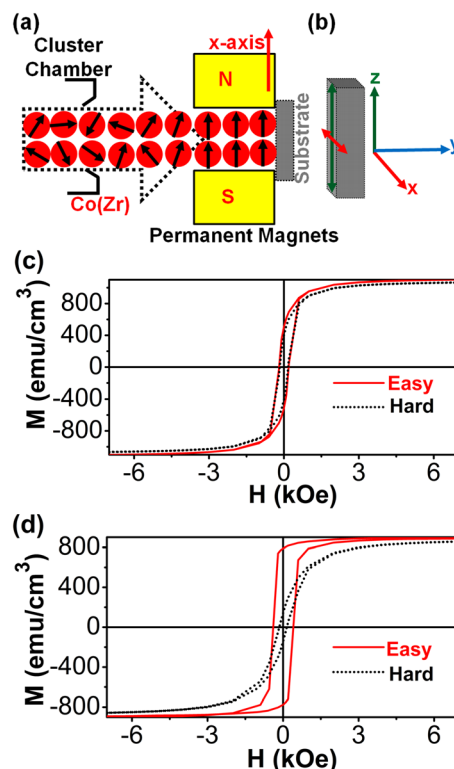 (a)
Cluster
Chamber
x-axis
N
S
Substrate
Co(Zr)
Permanent Magnets
(b)
z
y
x
(c)
M (emu/cm³)
800
400
0
-400
-800
Easy
Hard
-6 -3 0 3 6
H (kOe)
(d)
M (emu/cm³)
800
400
0
-400
-800
Easy
Hard
-6 -3 0 3 6
H (kOe)